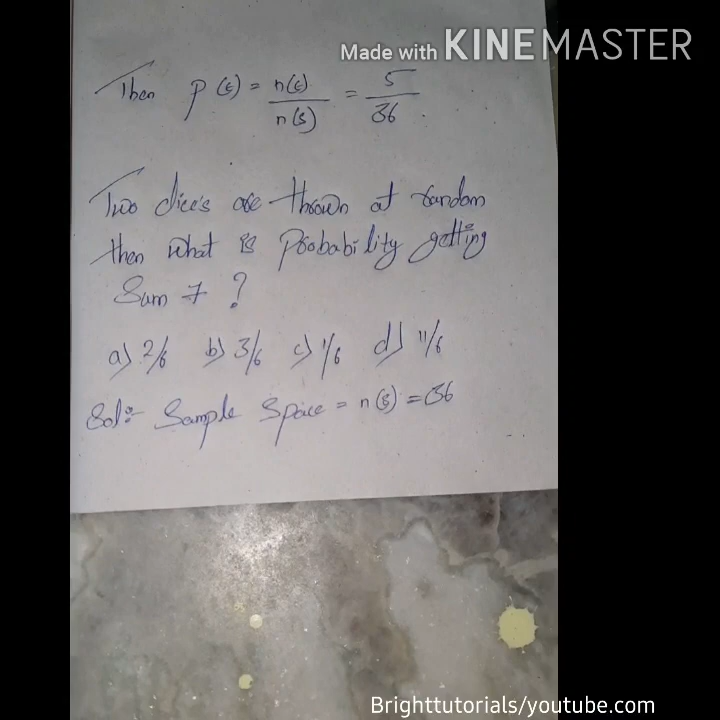 Made with KINEMASTER
Then P(E) = n(E)/n(S) = 5/36
Two dice's are thrown at random
then what is Probability getting
Sum 7 ?
a) 2/6 b) 3/6 c) 1/6 d) 11/6
Sol:- Sample Space = n(S) = 36
Brighttutorials/youtube.com